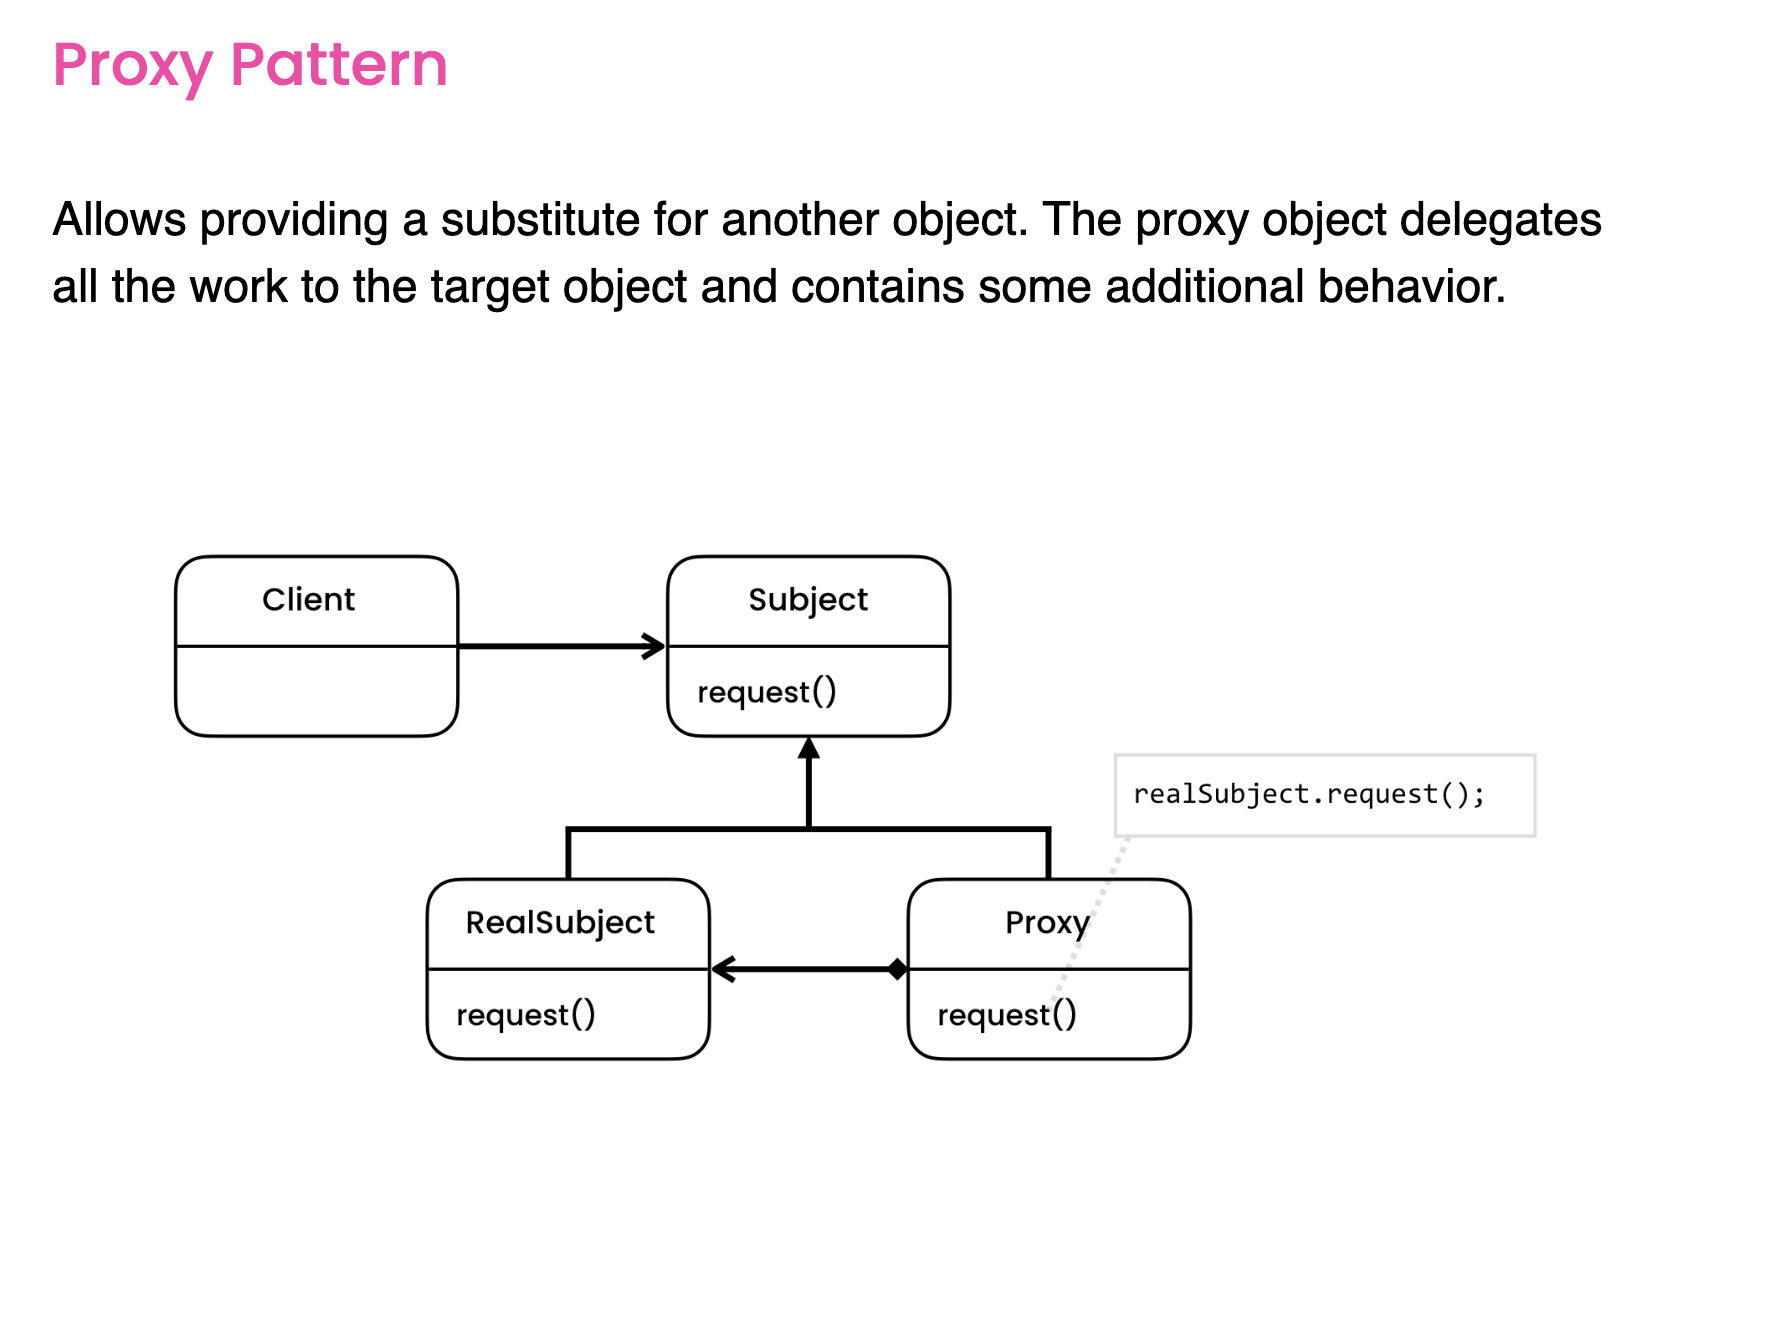 Proxy Pattern
Allows providing a substitute for another object. The proxy object delegates
all the work to the target object and contains some additional behavior.
Client
Subject
request()
realSubject.request();
RealSubject
Proxy
request()
request()